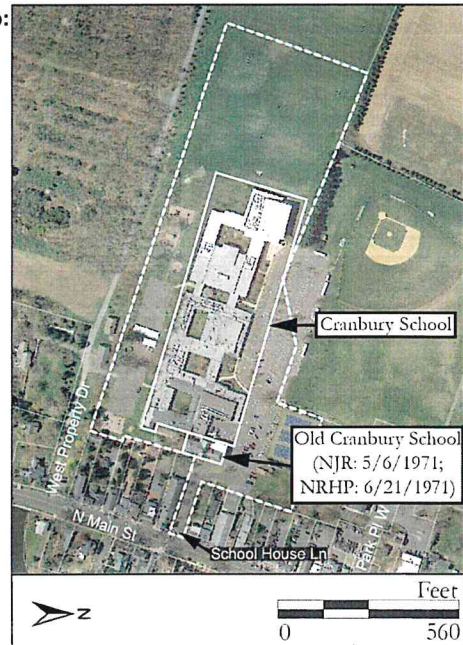 p:
Cranbury School
Old Cranbury School
(NJR: 5/6/1971;
NRHP: 6/21/1971)
West Property Dr
N Main St
School House Ln
Park Pl W
N
Feet
0 560